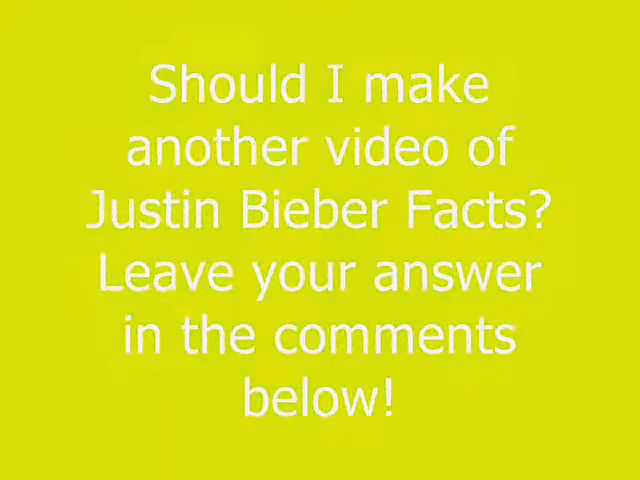 Should I make
another video of
Justin Bieber Facts?
Leave your answer
in the comments
below!